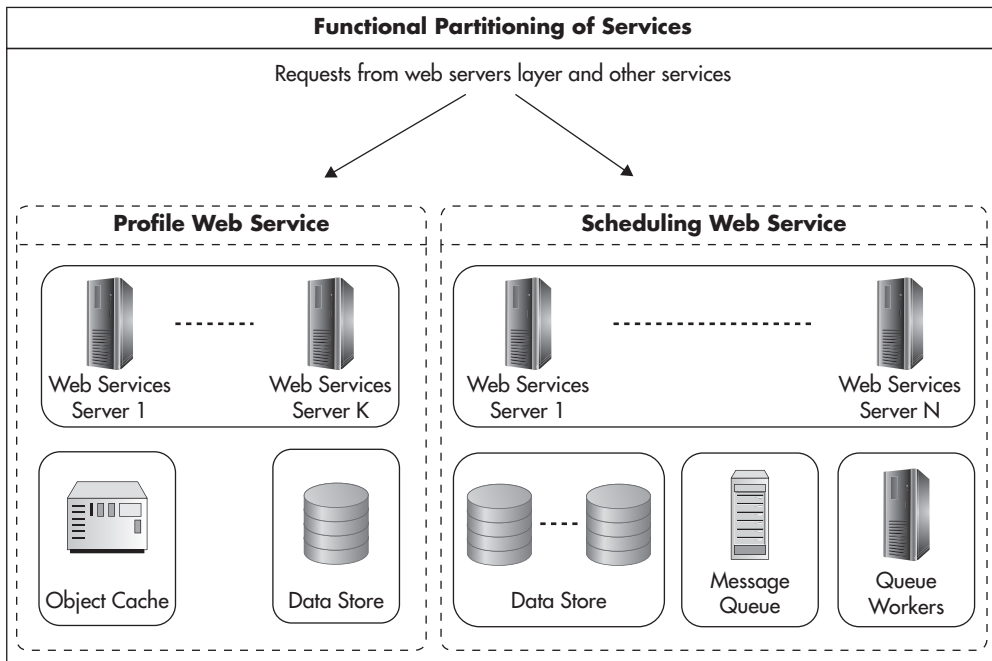 Functional Partitioning of Services
Requests from web servers layer and other services
Profile Web Service
Web Services
Server 1
Web Services
Server K
Object Cache
Data Store
Scheduling Web Service
Web Services
Server 1
Web Services
Server N
Data Store
Message
Queue
Queue
Workers